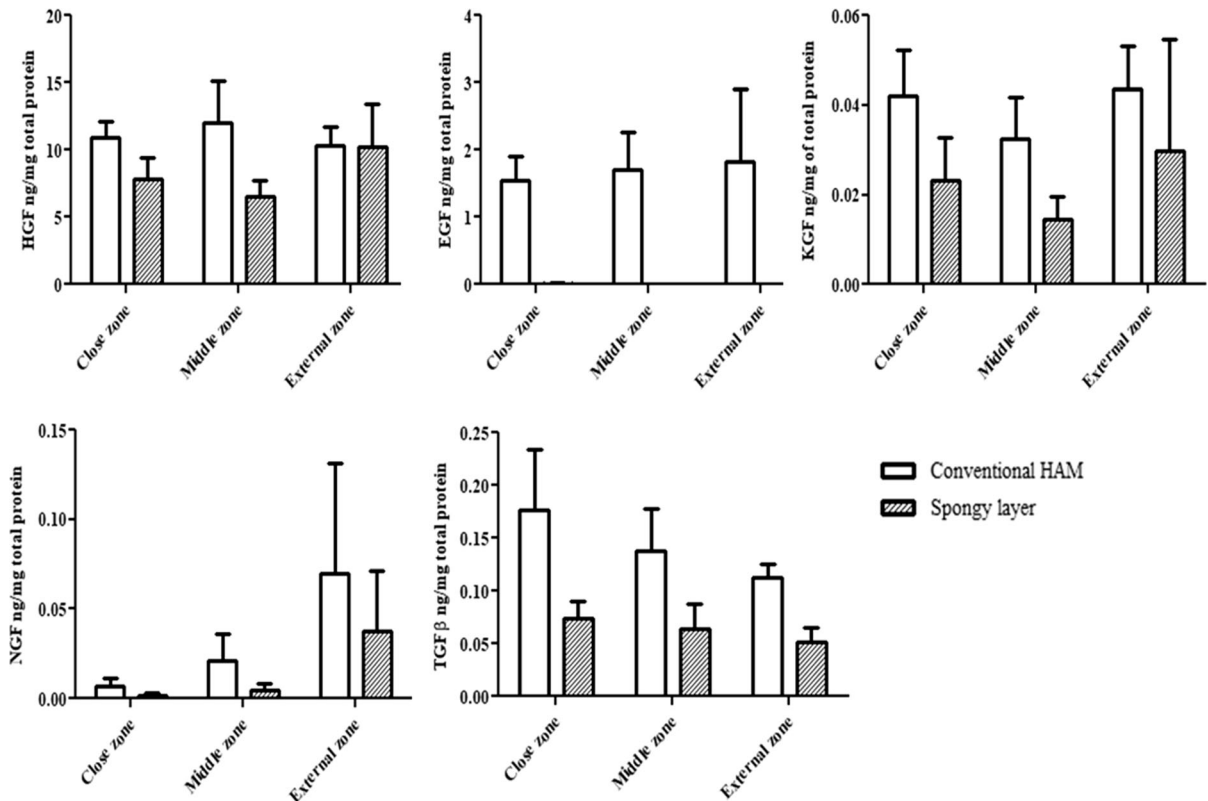 HGF ng/mg total protein
20
15
10
5
0
Close zone
Middle zone
External zone
EGF ng/mg total protein
4
3
2
1
0
Close zone
Middle zone
External zone
KGF ng/mg of total protein
0.06
0.04
0.02
0.00
Close zone
Middle zone
External zone
NGF ng/mg total protein
0.15
0.10
0.05
0.00
Close zone
Middle zone
External zone
TGF β ng/mg total protein
0.25
0.20
0.15
0.10
0.05
0.00
Close zone
Middle zone
External zone
Conventional HAM
Spongy layer